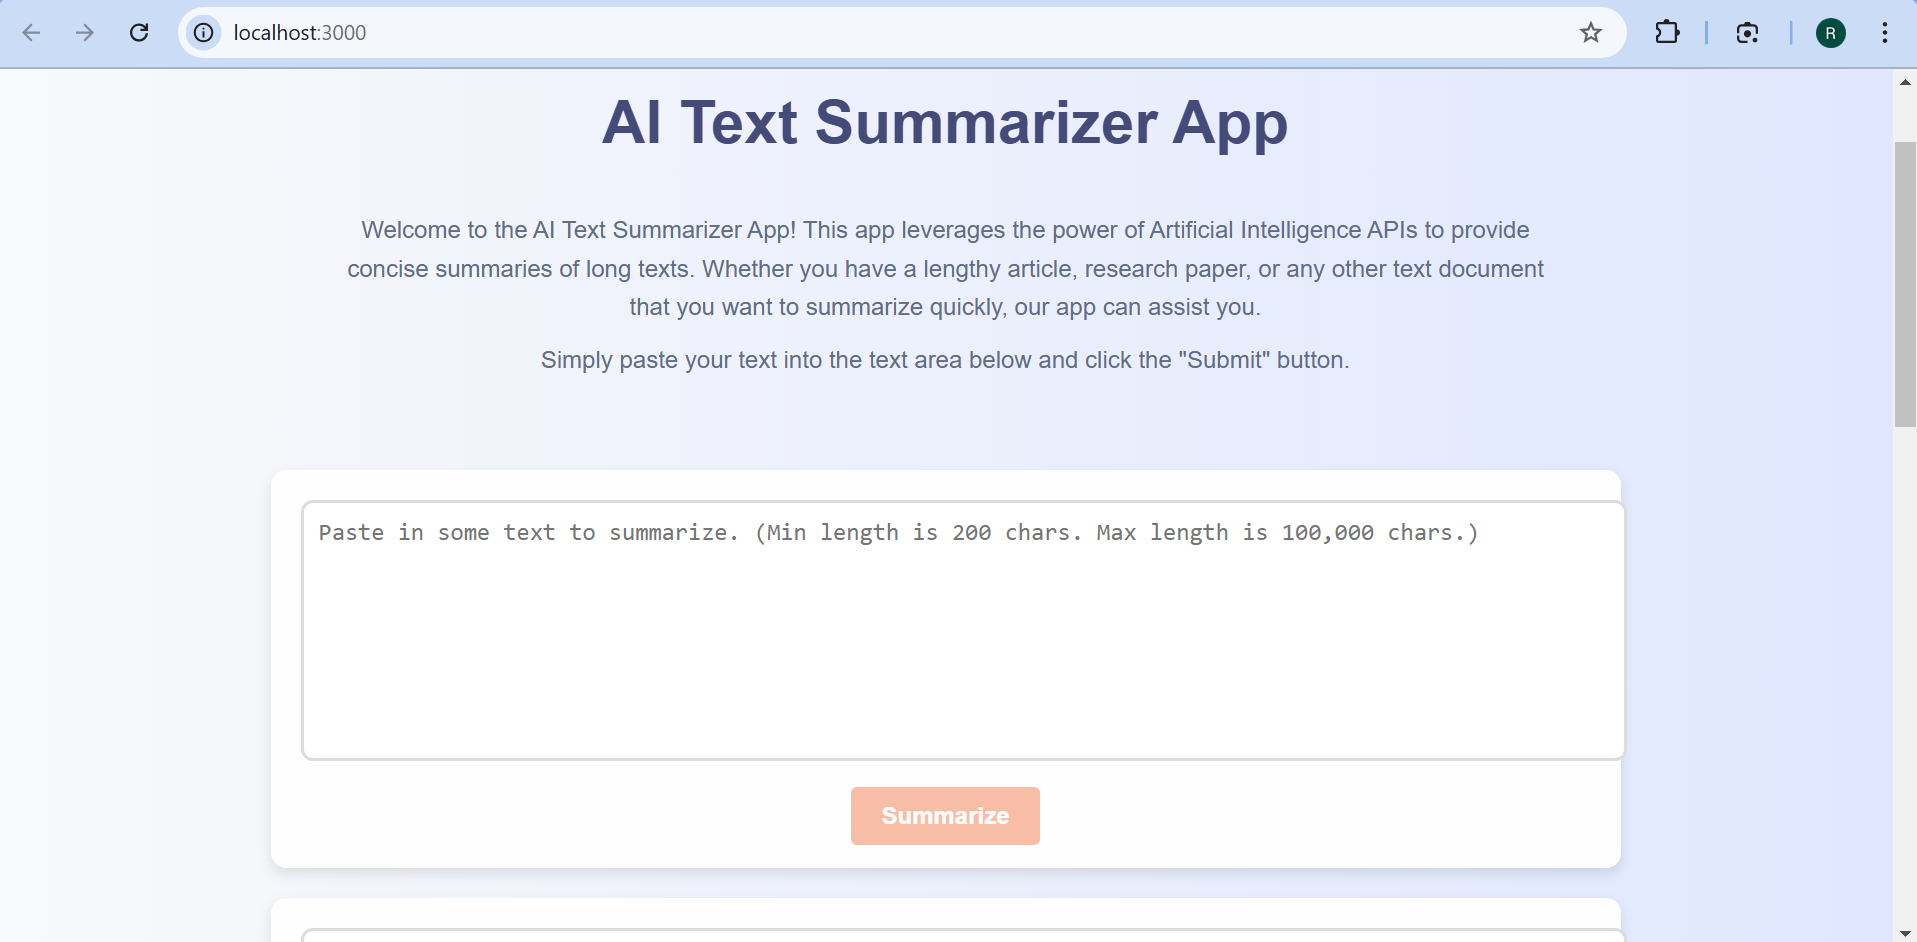 localhost:3000
R
AI Text Summarizer App
Welcome to the AI Text Summarizer App! This app leverages the power of Artificial Intelligence APIs to provide
concise summaries of long texts. Whether you have a lengthy article, research paper, or any other text document
that you want to summarize quickly, our app can assist you.
Simply paste your text into the text area below and click the "Submit" button.
Paste in some text to summarize. (Min length is 200 chars. Max length is 100,000 chars.)
Summarize